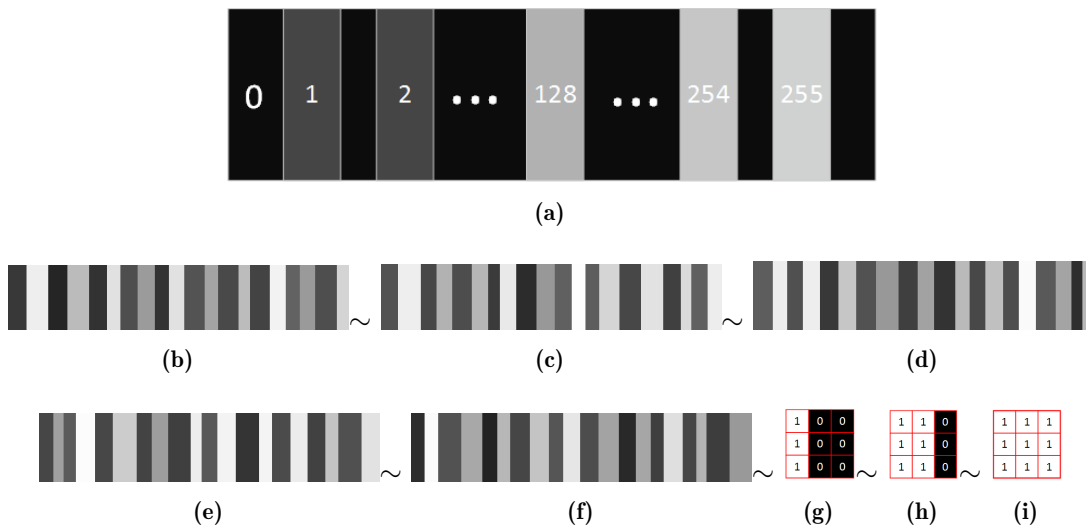 0 1 2 ... 128 ... 254 255
(a)
~ ~
(b) (c) (d)
1 0 0 1 1 0 1 1 1
1 0 0 1 1 0 1 1 1
1 0 0 1 1 0 1 1 1
~ ~ ~ ~
(e) (f) (g) (h) (i)